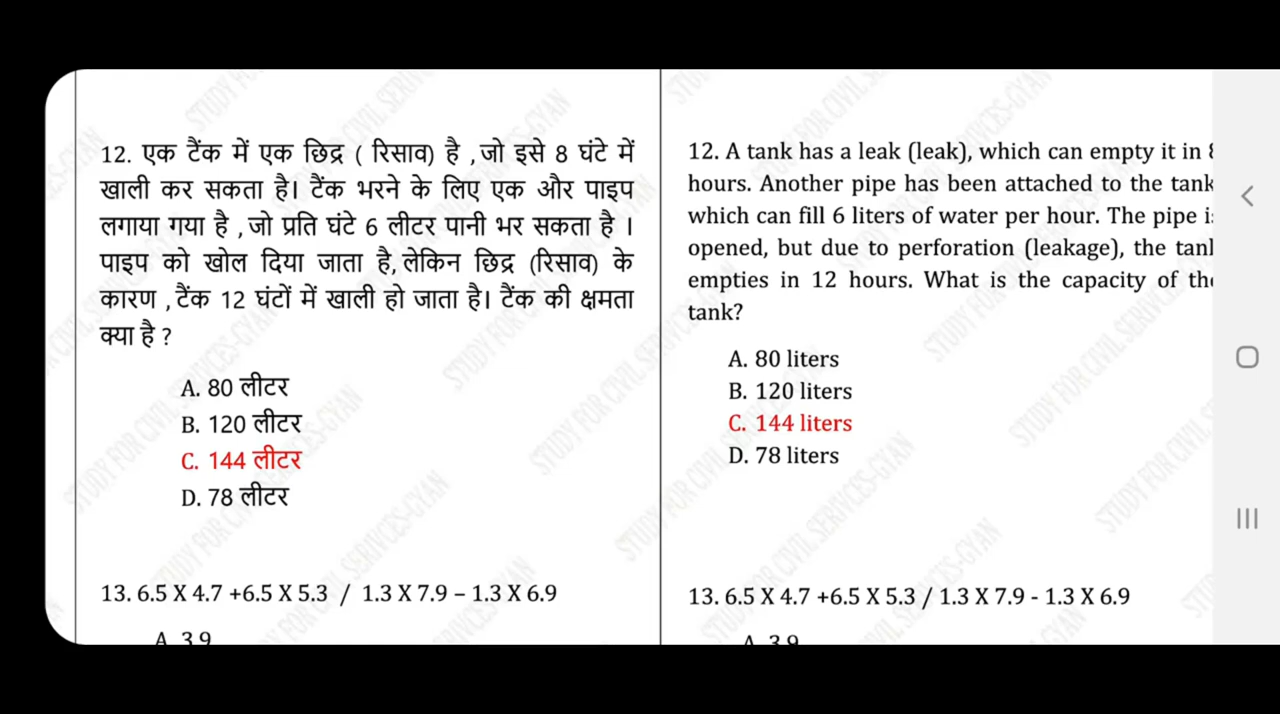 12. एक टैंक में एक छिद्र ( रिसाव) है ,जो इसे 8 घंटे में
खाली कर सकता है। टैंक भरने के लिए एक और पाइप
लगाया गया है ,जो प्रति घंटे 6 लीटर पानी भर सकता है ।
पाइप को खोल दिया जाता है,लेकिन छिद्र (रिसाव) के
कारण ,टैंक 12 घंटों में खाली हो जाता है। टैंक की क्षमता
क्या है ?
A. 80 लीटर
B. 120 लीटर
C. 144 लीटर
D. 78 लीटर
13. 6.5 X 4.7 +6.5 X 5.3 / 1.3 X 7.9 – 1.3 X 6.9
A. 3.9
12. A tank has a leak (leak), which can empty it in 8
hours. Another pipe has been attached to the tank
which can fill 6 liters of water per hour. The pipe is
opened, but due to perforation (leakage), the tank
empties in 12 hours. What is the capacity of the
tank?
A. 80 liters
B. 120 liters
C. 144 liters
D. 78 liters
13. 6.5 X 4.7 +6.5 X 5.3 / 1.3 X 7.9 - 1.3 X 6.9
A. 3.9